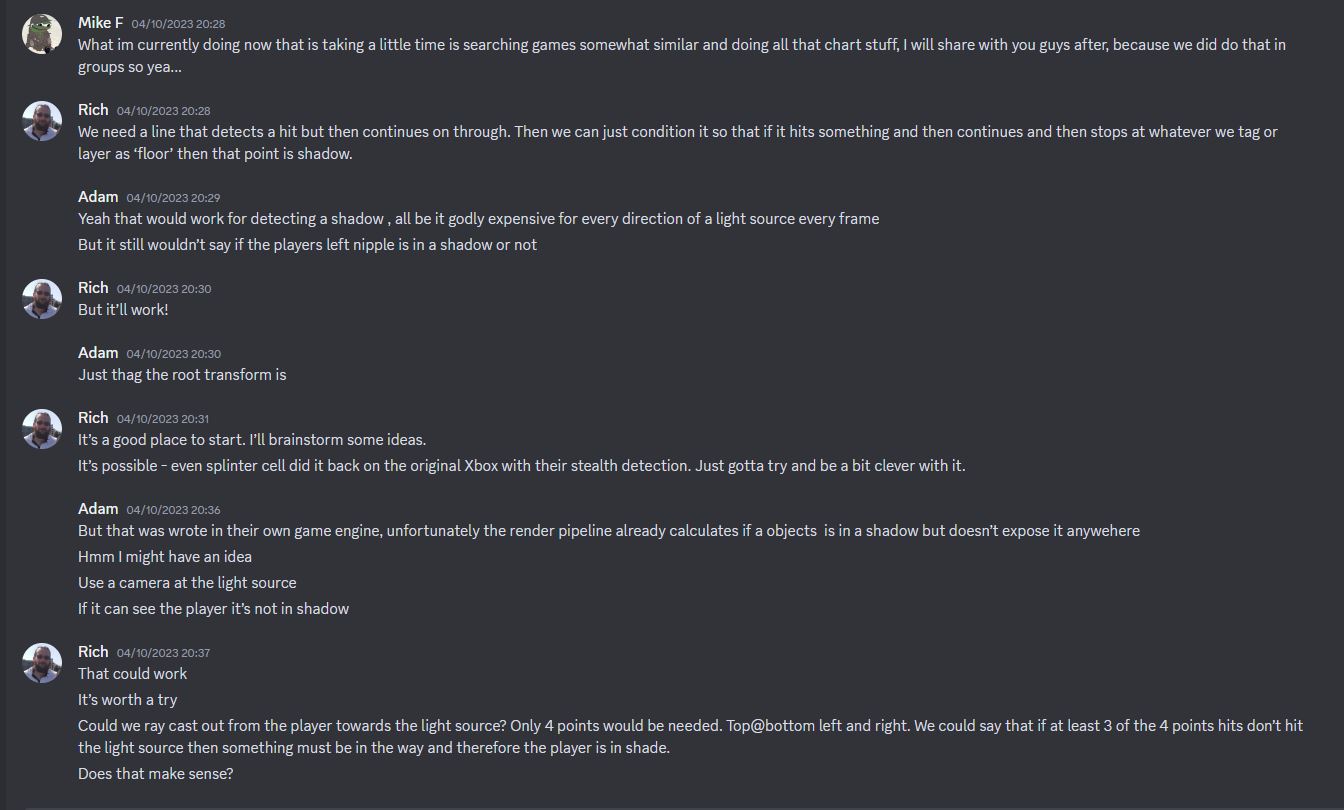 Mike F 04/10/2023 20:28
What im currently doing now that is taking a little time is searching games somewhat similar and doing all that chart stuff, I will share with you guys after, because we did do that in
groups so yea...
Rich 04/10/2023 20:28
We need a line that detects a hit but then continues on through. Then we can just condition it so that if it hits something and then continues and then stops at whatever we tag or
layer as ‘floor’ then that point is shadow.
Adam 04/10/2023 20:29
Yeah that would work for detecting a shadow , all be it godly expensive for every direction of a light source every frame
But it still wouldn’t say if the players left nipple is in a shadow or not
Rich 04/10/2023 20:30
But it’ll work!
Adam 04/10/2023 20:30
Just thag the root transform is
Rich 04/10/2023 20:31
It’s a good place to start. I’ll brainstorm some ideas.
It’s possible - even splinter cell did it back on the original Xbox with their stealth detection. Just gotta try and be a bit clever with it.
Adam 04/10/2023 20:36
But that was wrote in their own game engine, unfortunately the render pipeline already calculates if a objects  is in a shadow but doesn’t expose it anywehere
Hmm I might have an idea
Use a camera at the light source
If it can see the player it’s not in shadow
Rich 04/10/2023 20:37
That could work
It’s worth a try
Could we ray cast out from the player towards the light source? Only 4 points would be needed. Top@bottom left and right. We could say that if at least 3 of the 4 points hits don’t hit
the light source then something must be in the way and therefore the player is in shade.
Does that make sense?